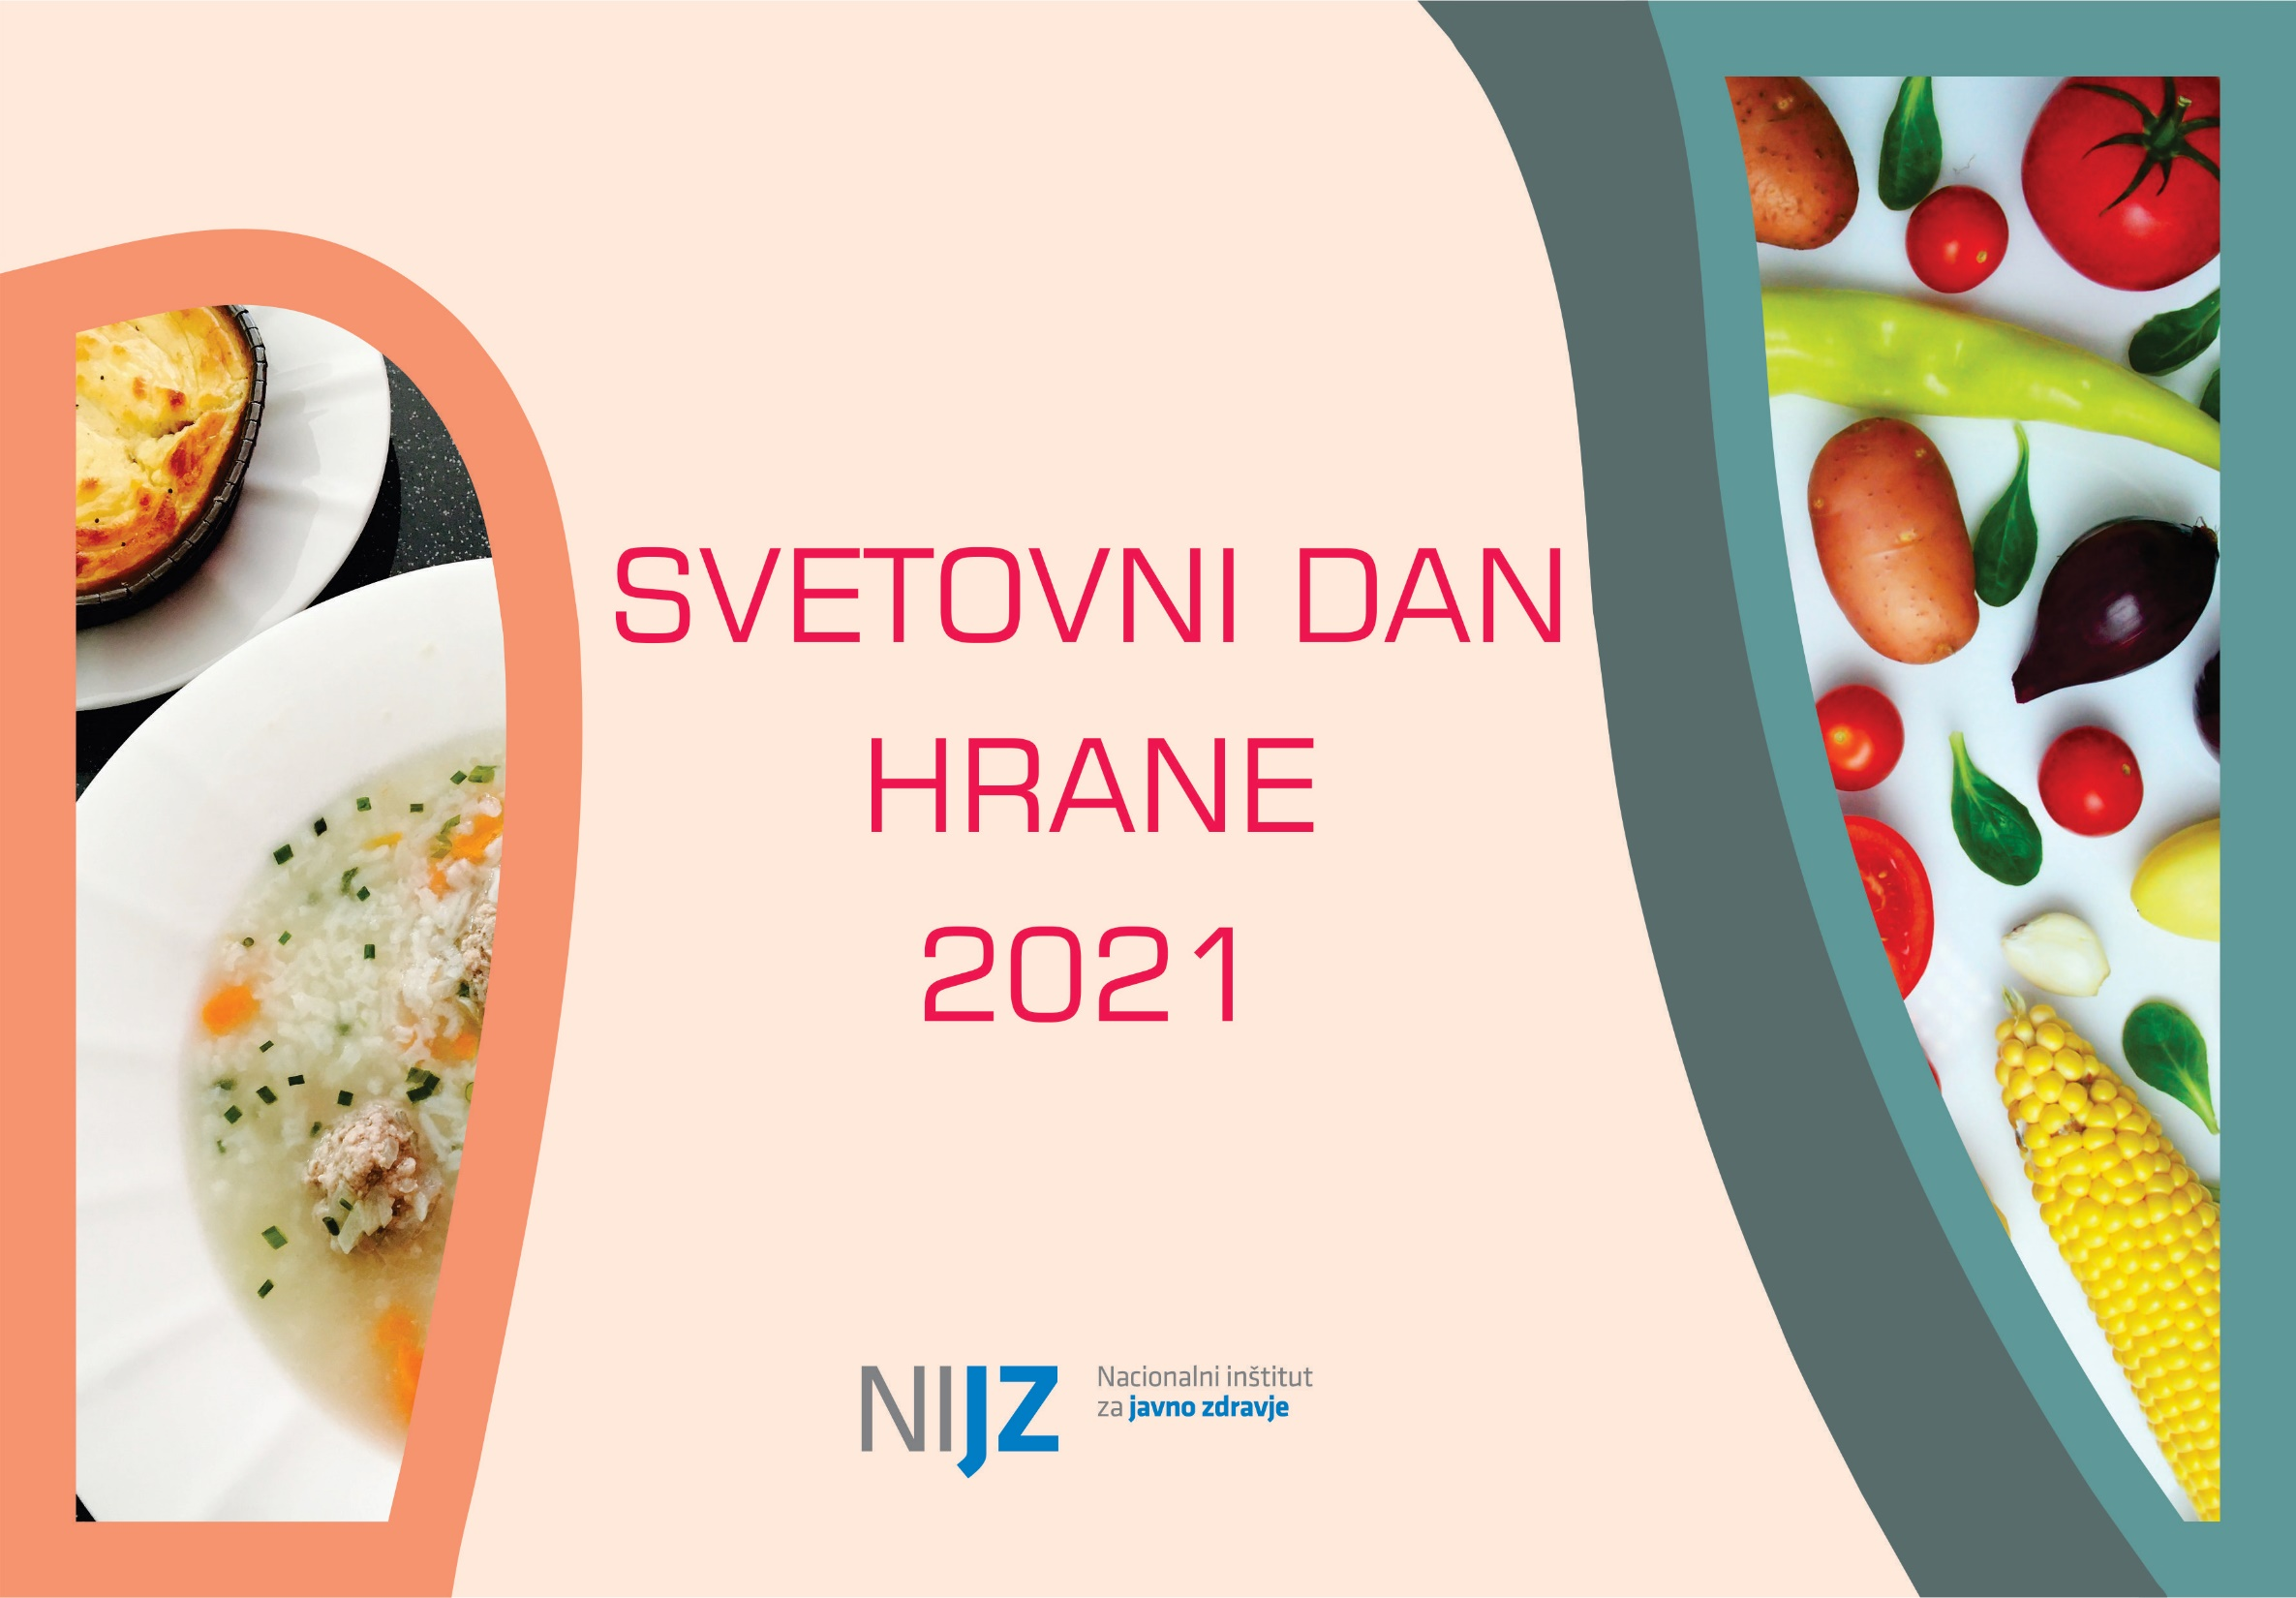 SVETOVNI DAN
HRANE
2021
NIJZ
Nacionalni inštitut
za javno zdravje